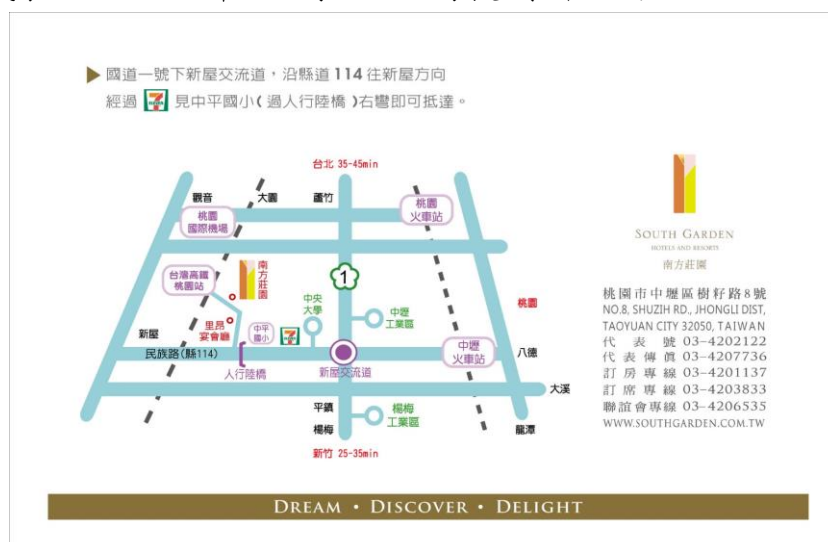 國道一號下新屋交流道，沿縣道 114 往新屋方向
經過 7 ELEVEN 見中平國小( 過人行陸橋 )右彎即可抵達。
台北 35-45min
觀音
大園
蘆竹
桃園
國際機場
桃園
火車站
台灣高鐵
桃園站
南方莊園
1
中央
大學
中壢
工業區
桃園
里昂
宴會廳
中平
國小
7 ELEVEN
新屋
民族路(縣114)
人行陸橋
新屋交流道
中壢
火車站
八德
大溪
平鎮
楊梅
楊梅
工業區
龍潭
新竹 25-35min
SOUTH GARDEN
HOTELS AND RESORTS
南方莊園
桃園市中壢區樹籽路8號
NO.8, SHUZIH RD., JHONGLI DIST,
TAOYUAN CITY 32050, TAIWAN
代表號 03-4202122
代表傳真 03-4207736
訂房專線 03-4201137
訂席專線 03-4203833
聯誼會專線 03-4206535
WWW.SOUTHGARDEN.COM.TW
DREAM • DISCOVER • DELIGHT